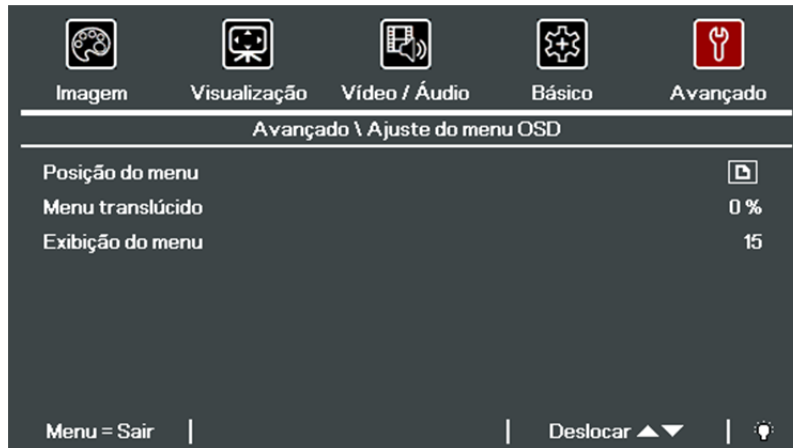 Imagem Visualização Vídeo / Áudio Básico Avançado
Avançado \ Ajuste do menu OSD
Posição do menu
Menu translúcido 0 %
Exibição do menu 15
Menu = Sair | | Deslocar ▲▼ |